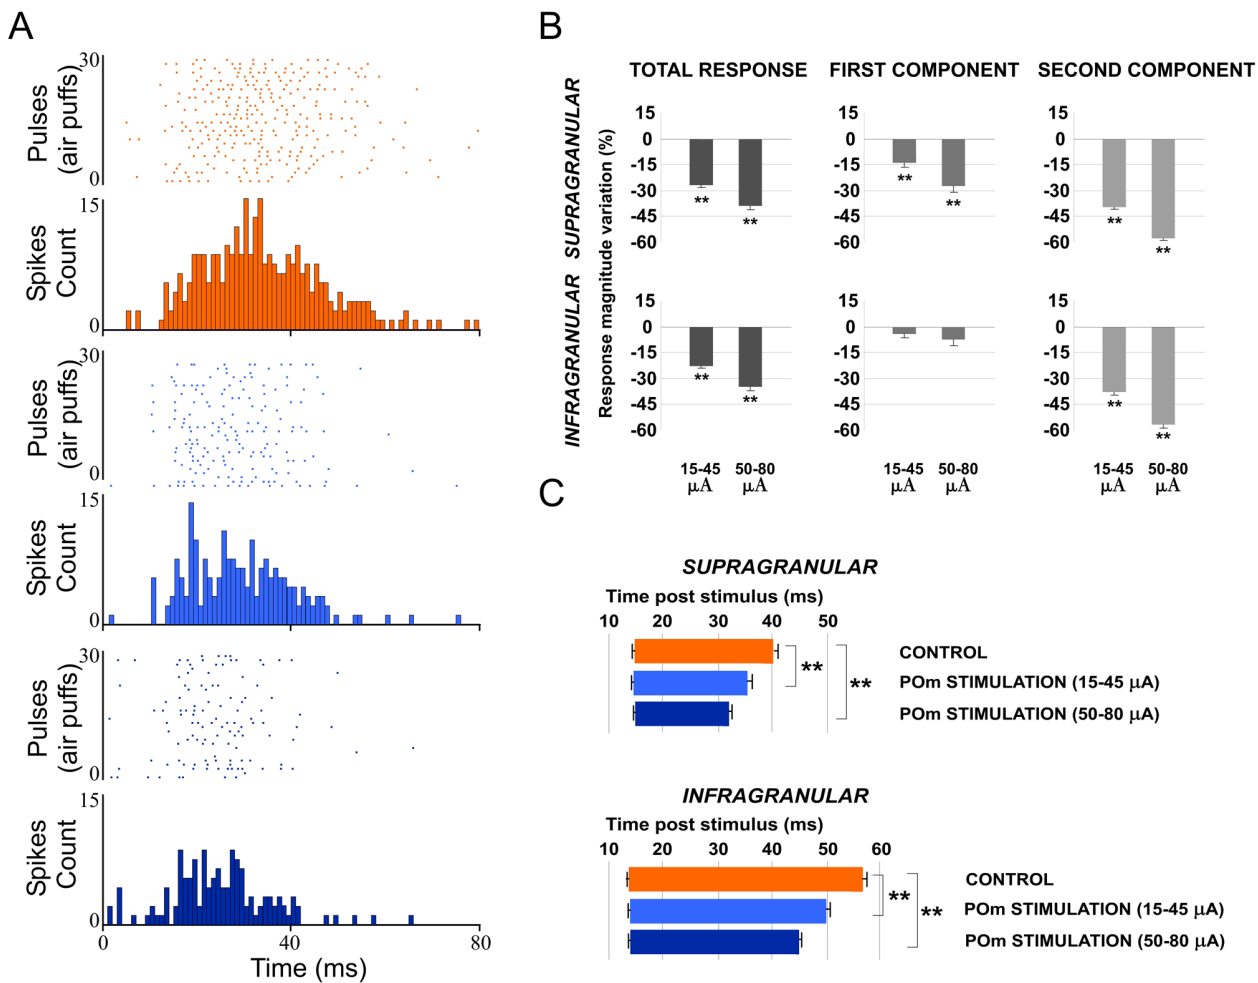 A
30
Pulses
(air puffs)
0
15
Spikes
Count
0
30
Pulses
(air puffs)
0
15
Spikes
Count
0
30
Pulses
(air puffs)
0
15
Spikes
Count
0
0 40 80
Time (ms)
B
TOTAL RESPONSE FIRST COMPONENT SECOND COMPONENT
INFRAGRANULAR SUPRAGRANULAR
Response magnitude variation (%)
15 15 15
0 0 0
-15 -15 -15
-30 -30 -30
-45 -45 -45
-60 -60 -60
** ** ** ** ** **
15 15 15
0 0 0
-15 -15 -15
-30 -30 -30
-45 -45 -45
-60 -60 -60
** ** ** **
15-45 50-80 15-45 50-80 15-45 50-80
µA µA µA µA µA µA
C
SUPRAGRANULAR
Time post stimulus (ms)
10 20 30 40 50
** **
CONTROL
POm STIMULATION (15-45 µA)
POm STIMULATION (50-80 µA)
INFRAGRANULAR
Time post stimulus (ms)
10 20 30 40 50 60
** **
CONTROL
POm STIMULATION (15-45 µA)
POm STIMULATION (50-80 µA)